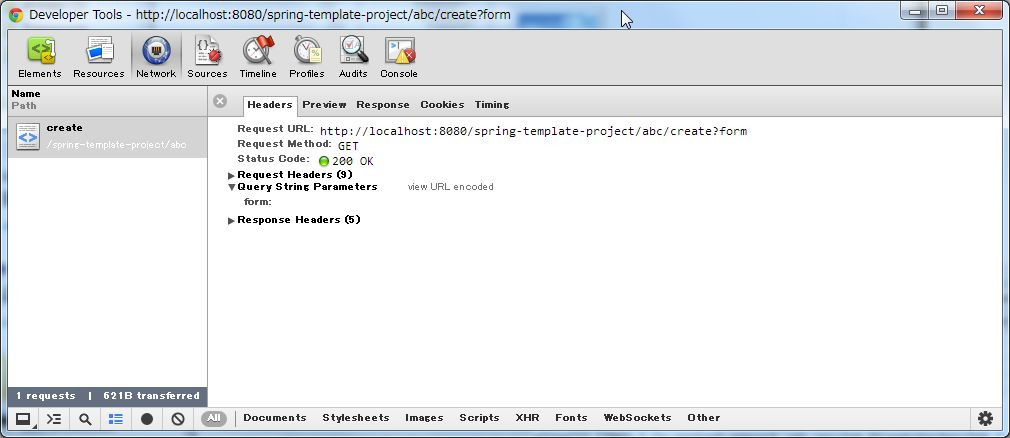 Developer Tools - http://localhost:8080/spring-template-project/abc/create?form
Elements Resources Network Sources Timeline Profiles Audits Console
Name
Path
Headers Preview Response Cookies Timing
create
/spring-template-project/abc
Request URL: http://localhost:8080/spring-template-project/abc/create?form
Request Method: GET
Status Code: 200 OK
Request Headers (9)
Query String Parameters view URL encoded
form:
Response Headers (5)
1 requests | 621B transferred
All Documents Stylesheets Images Scripts XHR Fonts WebSockets Other